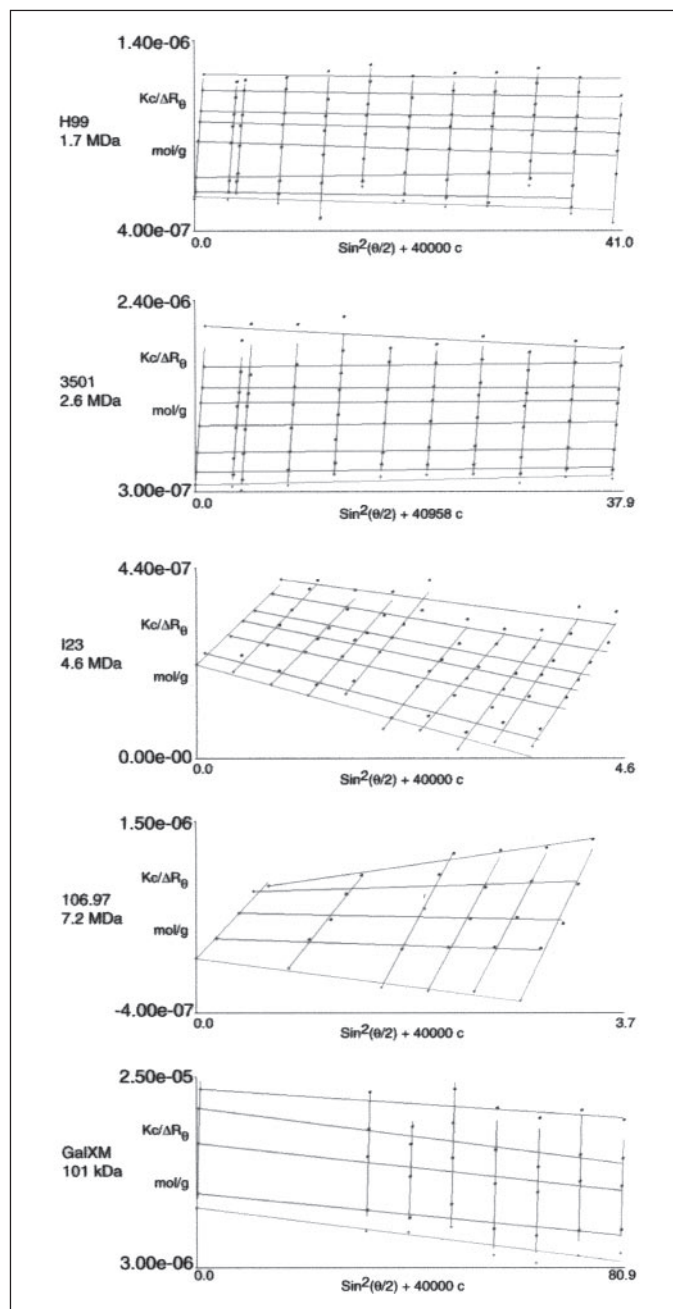 1.40e-06
Kc/ΔRθ
H99
1.7 MDa
mol/g
4.00e-07
0.0
41.0
Sin²(θ/2) + 40000 c
2.40e-06
Kc/ΔRθ
3501
2.6 MDa
mol/g
3.00e-07
0.0
37.9
Sin²(θ/2) + 40958 c
4.40e-07
Kc/ΔRθ
I23
4.6 MDa
mol/g
0.00e-00
0.0
4.6
Sin²(θ/2) + 40000 c
1.50e-06
Kc/ΔRθ
106.97
7.2 MDa
mol/g
-4.00e-07
0.0
3.7
Sin²(θ/2) + 40000 c
2.50e-05
Kc/ΔRθ
GalXM
101 kDa
mol/g
3.00e-06
0.0
80.9
Sin²(θ/2) + 40000 c